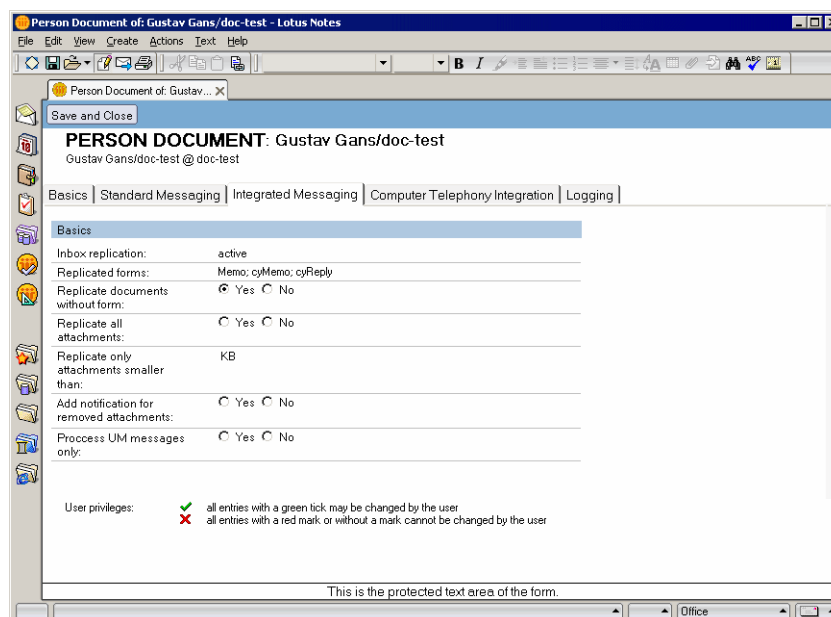 Person Document of: Gustav Gans/doc-test - Lotus Notes
File Edit View Create Actions Text Help
B I
Person Document of: Gustav...
Save and Close
PERSON DOCUMENT: Gustav Gans/doc-test
Gustav Gans/doc-test @ doc-test
Basics Standard Messaging Integrated Messaging Computer Telephony Integration Logging
Basics
Inbox replication: active
Replicated forms: Memo; cyMemo; cyReply
Replicate documents Yes No
without form:
Replicate all Yes No
attachments:
Replicate only KB
attachments smaller
than:
Add notification for Yes No
removed attachments:
Proccess UM messages Yes No
only:
User privileges: all entries with a green tick may be changed by the user
all entries with a red mark or without a mark cannot be changed by the user
This is the protected text area of the form.
Office